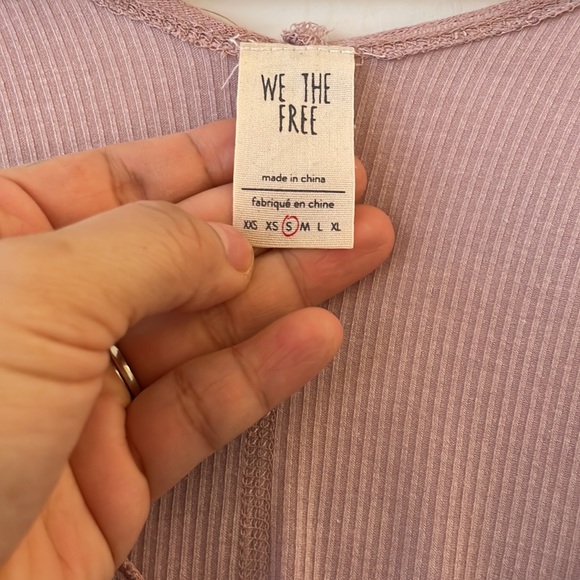 WE THE
FREE
made in china
fabriqué en chine
XXS XS S M L XL